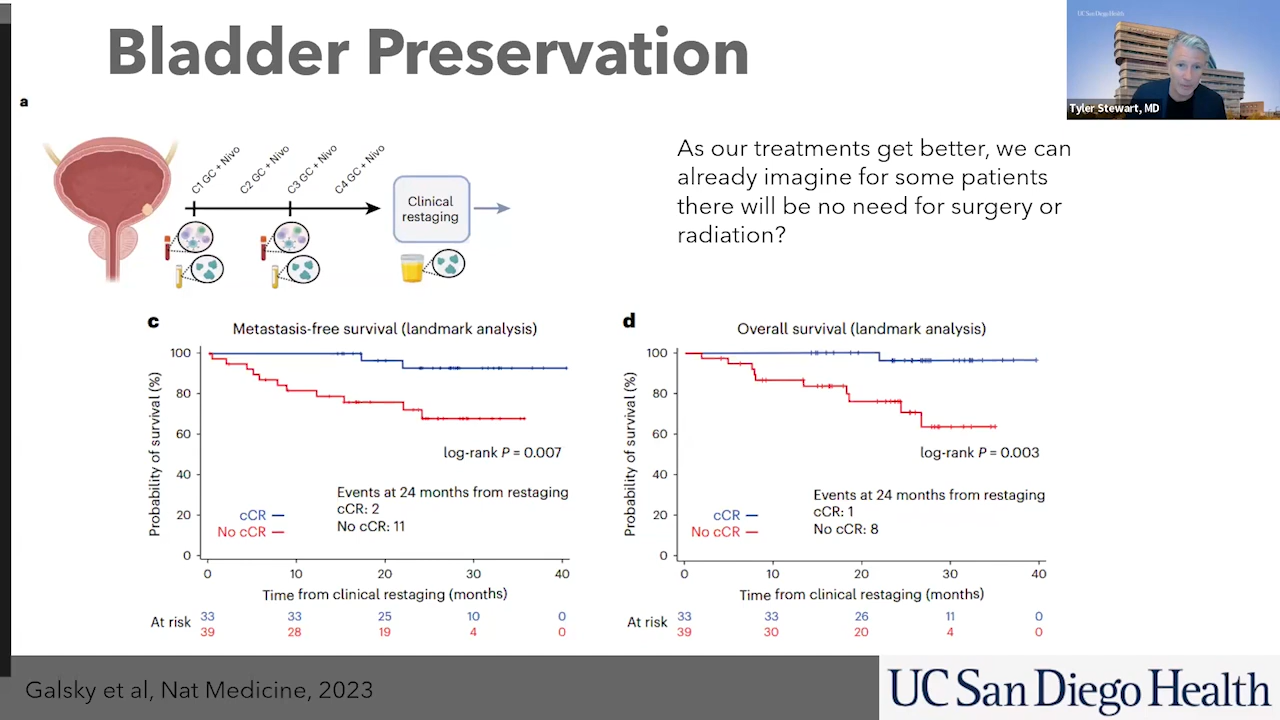 Bladder Preservation
UC San Diego Health
Tyler Stewart, MD
a
C1 GC + Nivo
C2 GC + Nivo
C3 GC + Nivo
C4 GC + Nivo
Clinical
restaging
As our treatments get better, we can
already imagine for some patients
there will be no need for surgery or
radiation?
c
Metastasis-free survival (landmark analysis)
Probability of survival (%)
100
80
60
40
20
0
log-rank P = 0.007
Events at 24 months from restaging
cCR: 2
No cCR: 11
cCR
No cCR
0 10 20 30 40
Time from clinical restaging (months)
At risk
33 33 25 10 0
39 28 19 4 0
d
Overall survival (landmark analysis)
Probability of survival (%)
100
80
60
40
20
0
log-rank P = 0.003
Events at 24 months from restaging
cCR: 1
No cCR: 8
cCR
No cCR
0 10 20 30 40
Time from clinical restaging (months)
At risk
33 33 26 11 0
39 30 20 4 0
Galsky et al, Nat Medicine, 2023
UC San Diego Health